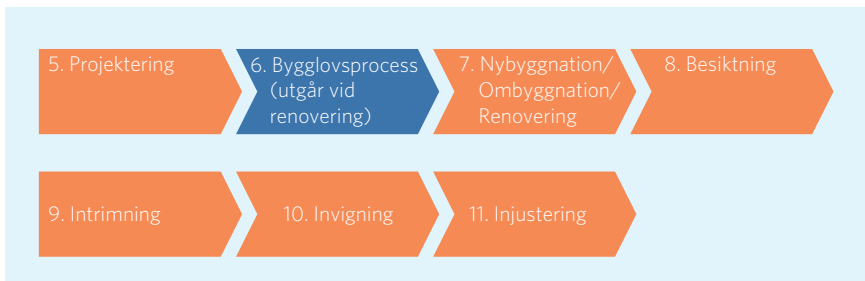 5. Projektering
6. Bygglovsprocess
(utgår vid
renovering)
7. Nybyggnation/
Ombyggnation/
Renovering
8. Besiktning
9. Intrimning
10. Invigning
11. Injustering